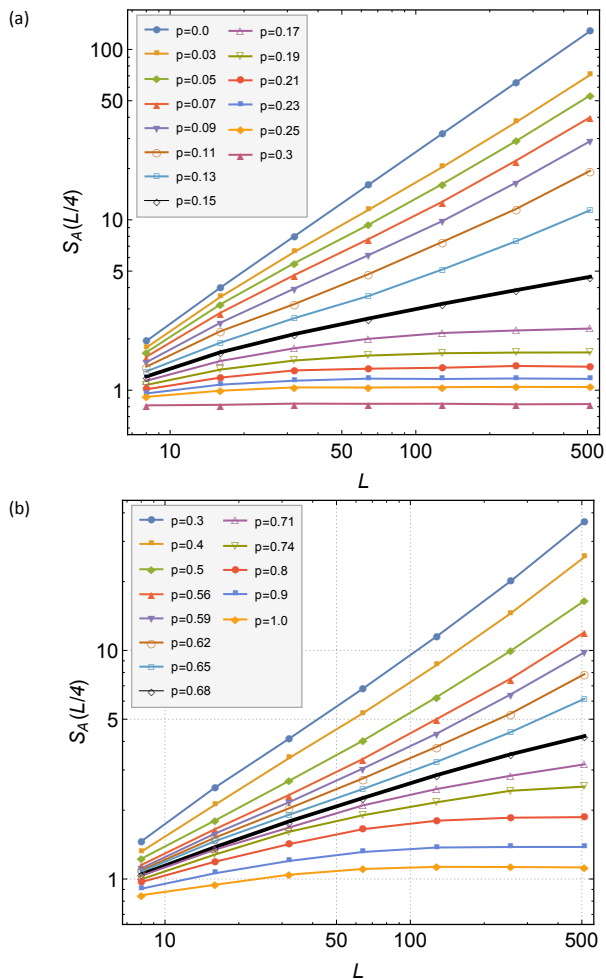 (a)
p=0.0 p=0.17
p=0.03 p=0.19
p=0.05 p=0.21
p=0.07 p=0.23
p=0.09 p=0.25
p=0.11 p=0.3
p=0.13
p=0.15
100
50
10
5
1
S_A(L/4)
10 50 100 500
L
(b)
p=0.3 p=0.71
p=0.4 p=0.74
p=0.5 p=0.8
p=0.56 p=0.9
p=0.59 p=1.0
p=0.62
p=0.65
p=0.68
10
5
1
S_A(L/4)
10 50 100 500
L